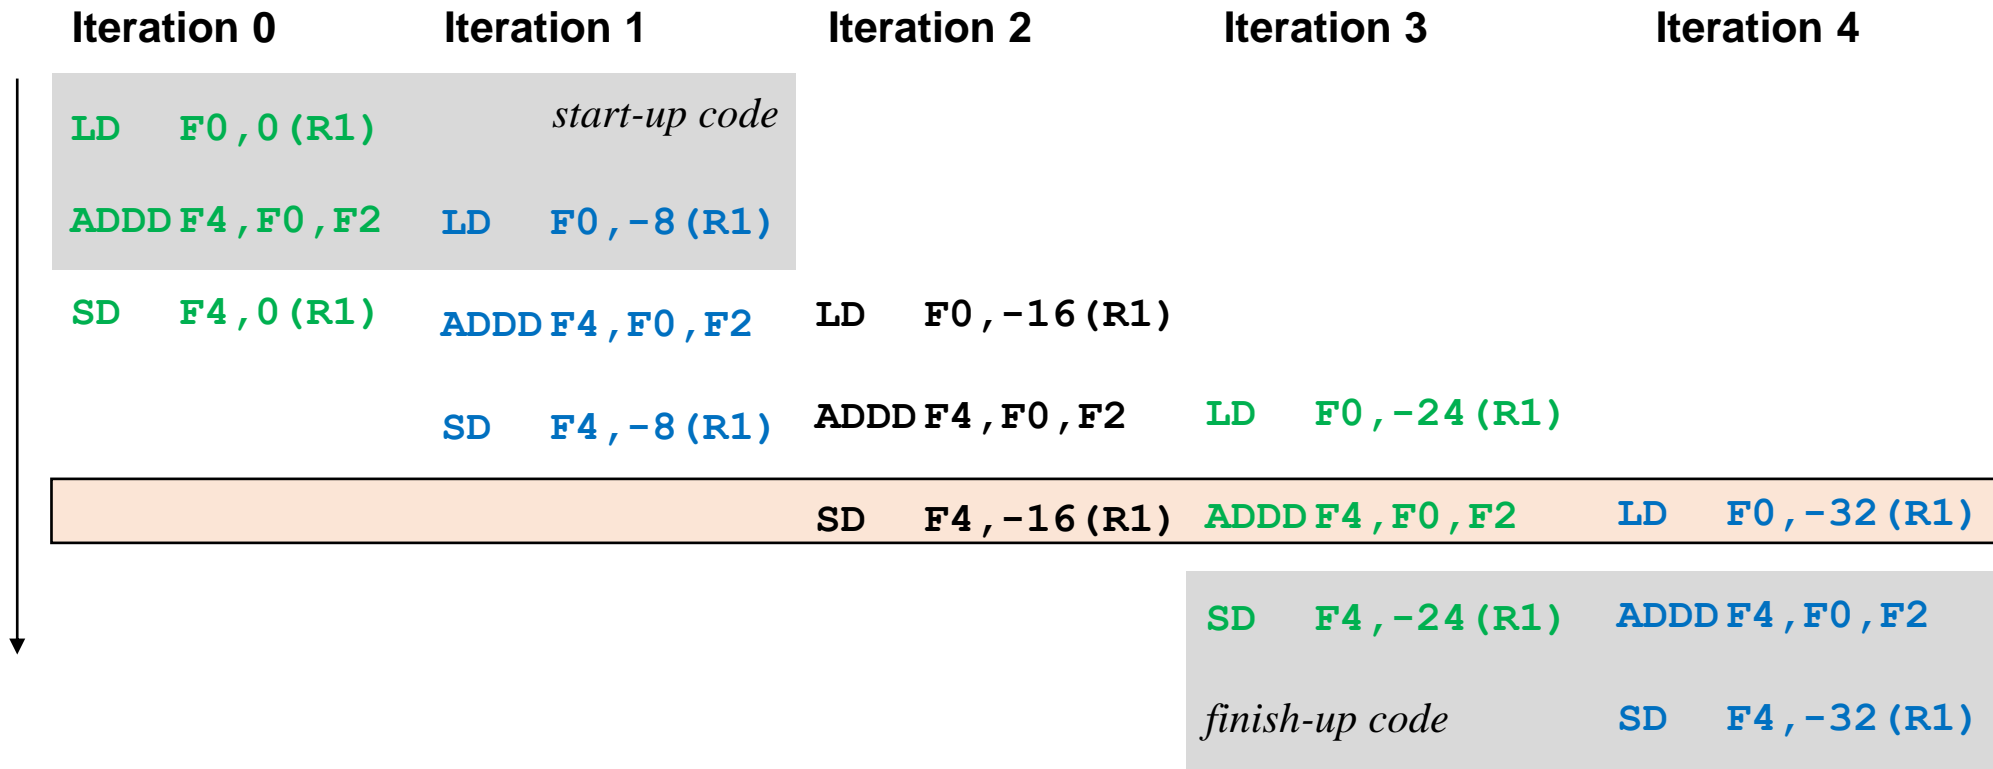 Iteration 0 Iteration 1 Iteration 2 Iteration 3 Iteration 4
LD F0,0(R1) start-up code
ADDD F4,F0,F2 LD F0,-8(R1)
SD F4,0(R1) ADDD F4,F0,F2 LD F0,-16(R1)
SD F4,-8(R1) ADDD F4,F0,F2 LD F0,-24(R1)
SD F4,-16(R1) ADDD F4,F0,F2 LD F0,-32(R1)
SD F4,-24(R1) ADDD F4,F0,F2
finish-up code SD F4,-32(R1)